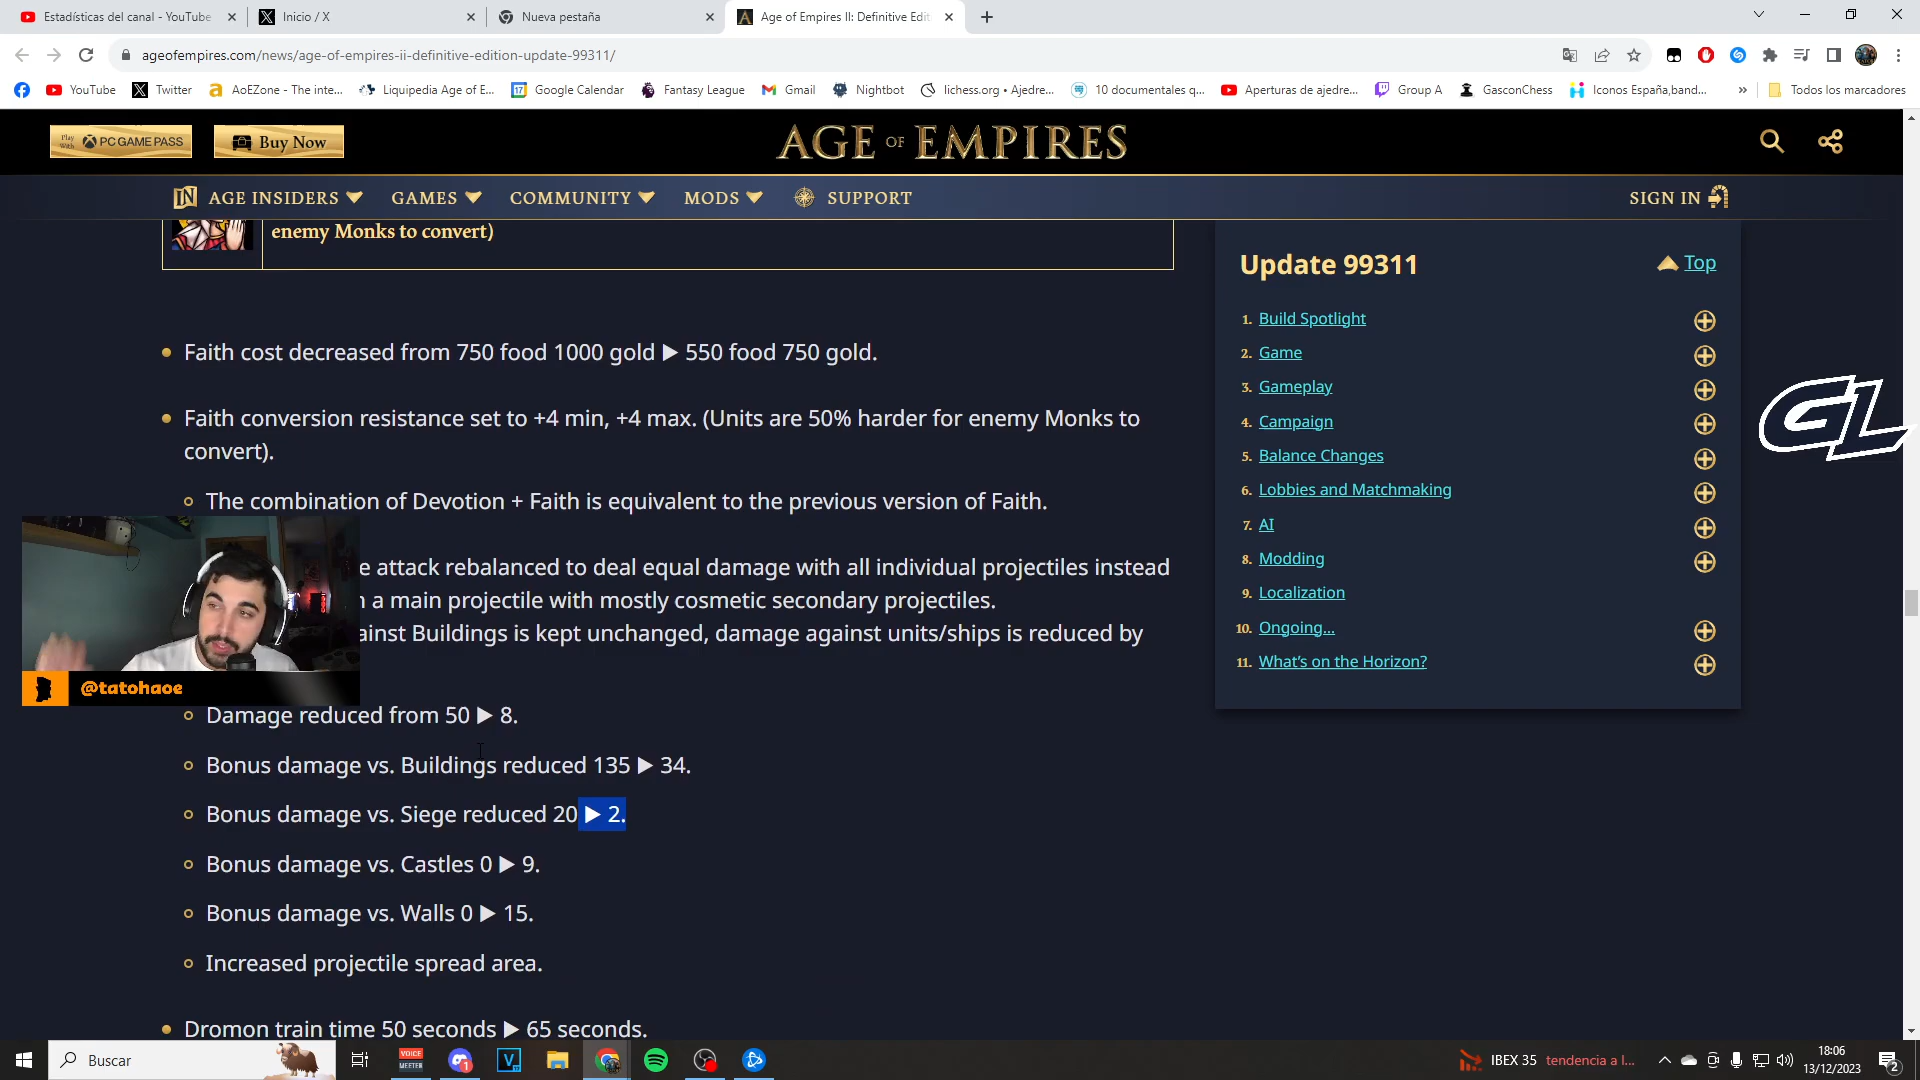 Estadísticas del canal - YouTube
Inicio / X
Nueva pestaña
Age of Empires II: Definitive Edit
ageofempires.com/news/age-of-empires-ii-definitive-edition-update-99311/
YouTube
Twitter
AoEZone - The inte...
Liquipedia Age of E...
Google Calendar
Fantasy League
Gmail
Nightbot
lichess.org • Ajedre...
10 documentales q...
Aperturas de ajedre...
Group A
GasconChess
Iconos España,band...
»
Todos los marcadores
Play With PC GAME PASS
Buy Now
AGE OF EMPIRES
IN AGE INSIDERS
GAMES
COMMUNITY
MODS
SUPPORT
SIGN IN
enemy Monks to convert)
Faith cost decreased from 750 food 1000 gold ▶ 550 food 750 gold.
Faith conversion resistance set to +4 min, +4 max. (Units are 50% harder for enemy Monks to
convert).
The combination of Devotion + Faith is equivalent to the previous version of Faith.
e attack rebalanced to deal equal damage with all individual projectiles instead
a main projectile with mostly cosmetic secondary projectiles.
ainst Buildings is kept unchanged, damage against units/ships is reduced by
@tatohaoe
Damage reduced from 50 ▶ 8.
Bonus damage vs. Buildings reduced 135 ▶ 34.
Bonus damage vs. Siege reduced 20 ▶ 2.
Bonus damage vs. Castles 0 ▶ 9.
Bonus damage vs. Walls 0 ▶ 15.
Increased projectile spread area.
Dromon train time 50 seconds ▶ 65 seconds.
Update 99311
Top
1. Build Spotlight
2. Game
3. Gameplay
4. Campaign
5. Balance Changes
6. Lobbies and Matchmaking
7. AI
8. Modding
9. Localization
10. Ongoing...
11. What's on the Horizon?
GL
Buscar
VOICE
MEETER
1
V
IBEX 35 tendencia a l...
18:06
13/12/2023
2